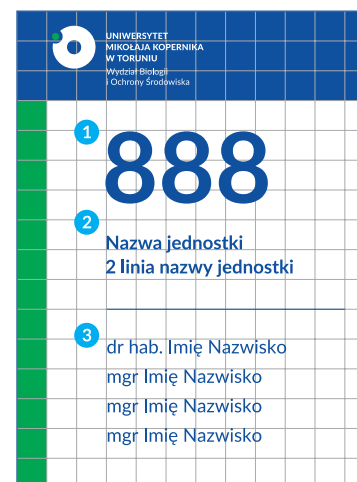 UNIWERSYTET
MIKOŁAJA KOPERNIKA
W TORUNIU
Wydział Biologii
i Ochrony Środowiska
1
888
2
Nazwa jednostki
2 linia nazwy jednostki
3
dr hab. Imię Nazwisko
mgr Imię Nazwisko
mgr Imię Nazwisko
mgr Imię Nazwisko